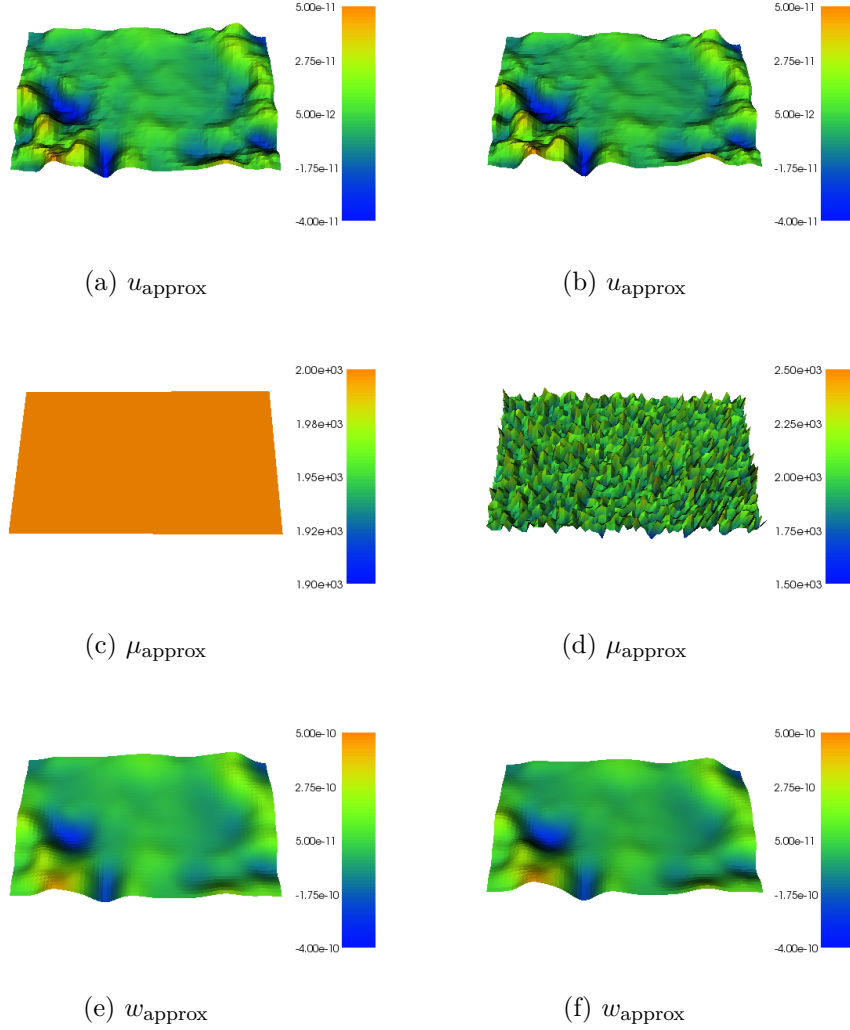 5.00e-11
2.75e-11
5.00e-12
-1.75e-11
-4.00e-11
(a) u_approx
5.00e-11
2.75e-11
5.00e-12
-1.75e-11
-4.00e-11
(b) u_approx
2.00e+03
1.98e+03
1.95e+03
1.92e+03
1.90e+03
(c) μ_approx
2.50e+03
2.25e+03
2.00e+03
1.75e+03
1.50e+03
(d) μ_approx
5.00e-10
2.75e-10
5.00e-11
-1.75e-10
-4.00e-10
(e) w_approx
5.00e-10
2.75e-10
5.00e-11
-1.75e-10
-4.00e-10
(f) w_approx